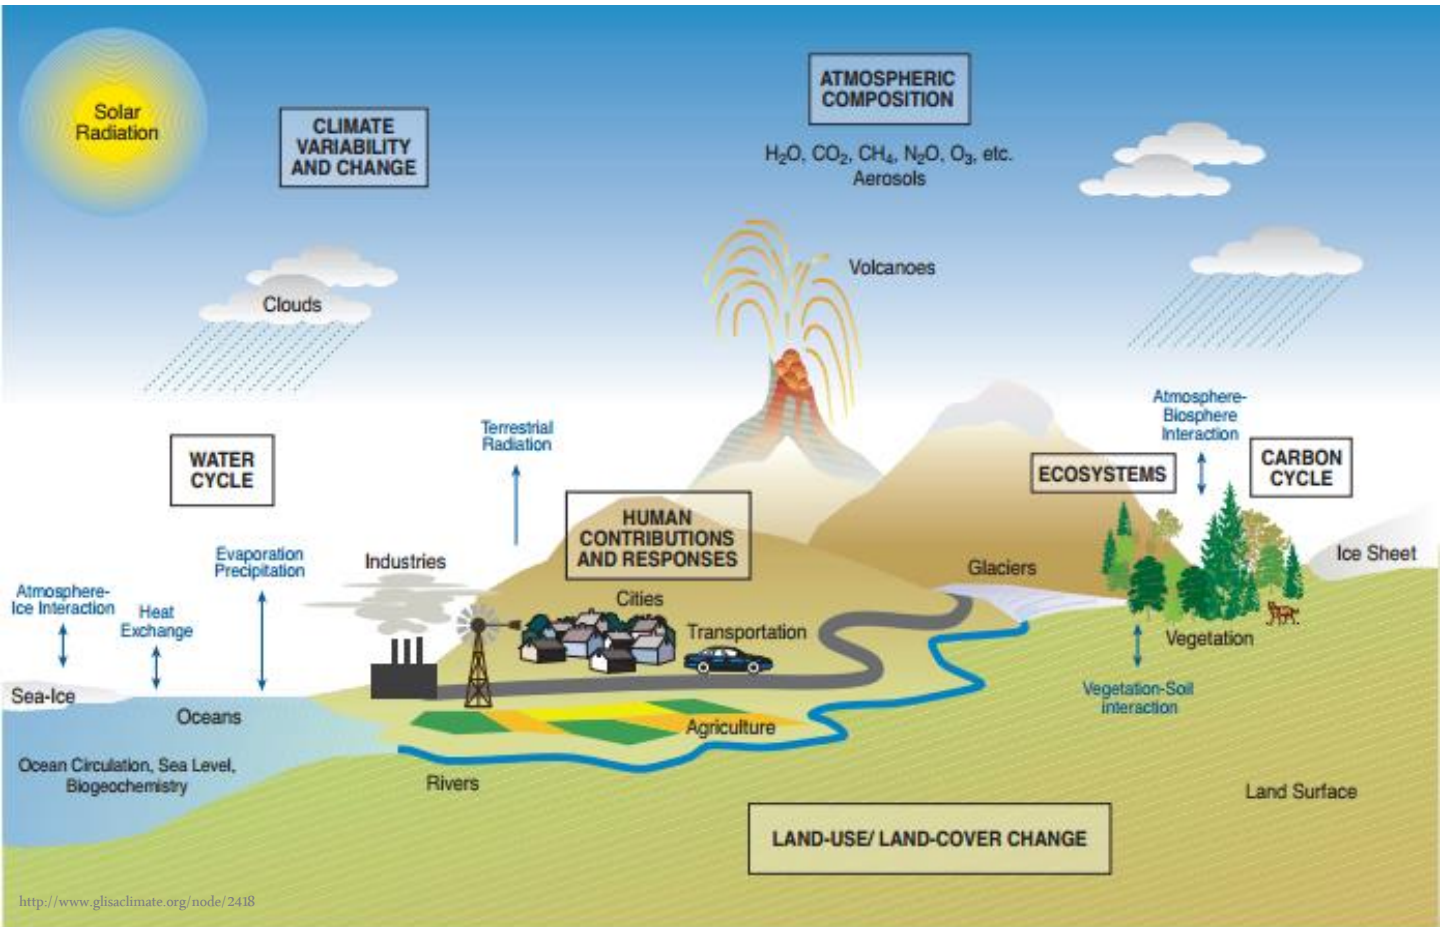 Solar
Radiation
CLIMATE
VARIABILITY
AND CHANGE
ATMOSPHERIC
COMPOSITION
H₂O, CO₂, CH₄, N₂O, O₃, etc.
Aerosols
Volcanoes
Clouds
Atmosphere-
Biosphere
Interaction
Terrestrial
Radiation
WATER
CYCLE
ECOSYSTEMS
CARBON
CYCLE
HUMAN
CONTRIBUTIONS
AND RESPONSES
Evaporation
Precipitation
Industries
Glaciers
Ice Sheet
Atmosphere-
Ice Interaction
Heat
Exchange
Cities
Transportation
Vegetation
Sea-Ice
Oceans
Vegetation-Soil
interaction
Agriculture
Ocean Circulation, Sea Level,
Biogeochemistry
Rivers
Land Surface
LAND-USE/ LAND-COVER CHANGE
http://www.glisaclimate.org/node/2418